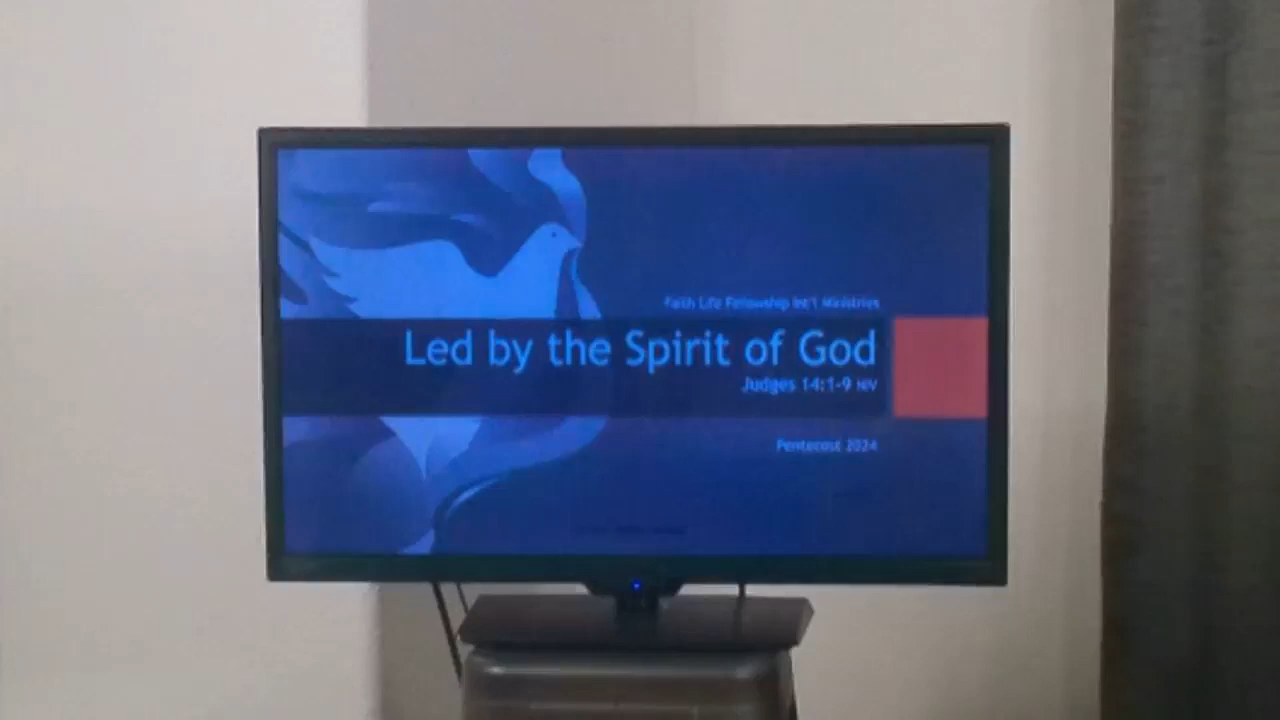 Faith Life Fellowship Int'l Ministries
Led by the Spirit of God
Judges 14:1-9 NIV
Pentecost 2024